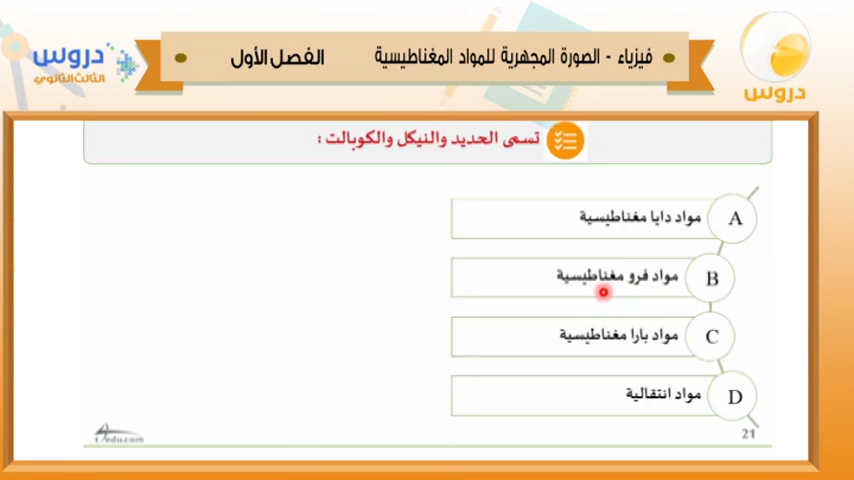 دروس
الثالث الثانوي
فيزياء - الصورة المجهرية للمواد المغناطيسية
الفصل الأول
دروس
تسمى الحديد والنيكل والكوبالت :
A مواد دايا مغناطيسية
B مواد فرو مغناطيسية
C مواد بارا مغناطيسية
D مواد انتقالية
21